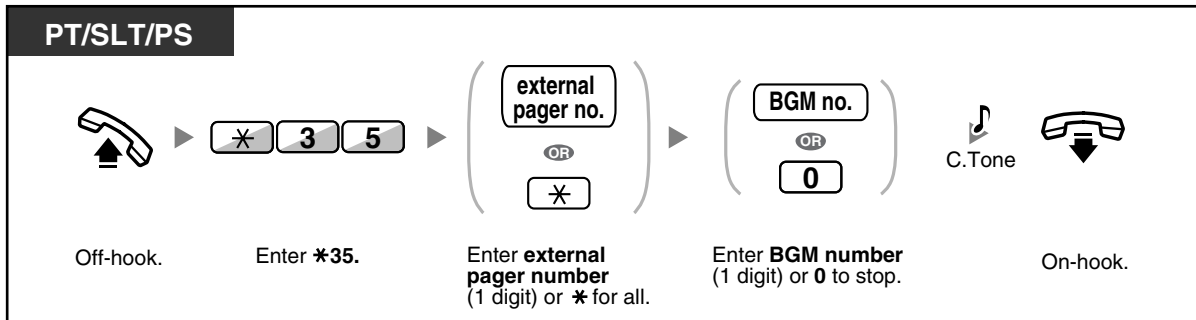 PT/SLT/PS
external
pager no.
OR
＊
＊ 3 5
BGM no.
OR
0
C.Tone
Off-hook.
Enter ＊35.
Enter external
pager number
(1 digit) or ＊ for all.
Enter BGM number
(1 digit) or 0 to stop.
On-hook.